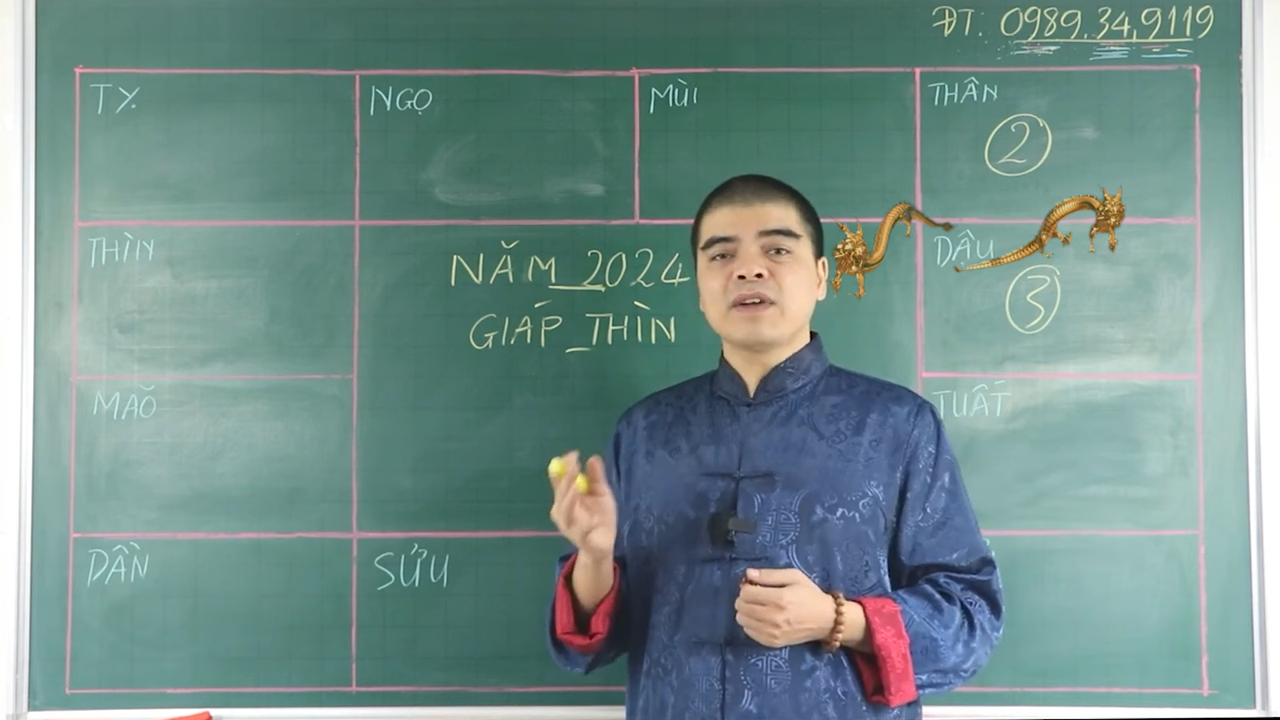 ĐT: 0989.34.9119
TỴ
NGỌ
MÙI
THÂN
2
THÌN
NĂM 2024
GIÁP THÌN
DẬU
3
MÃO
TUẤT
DẦN
SỬU